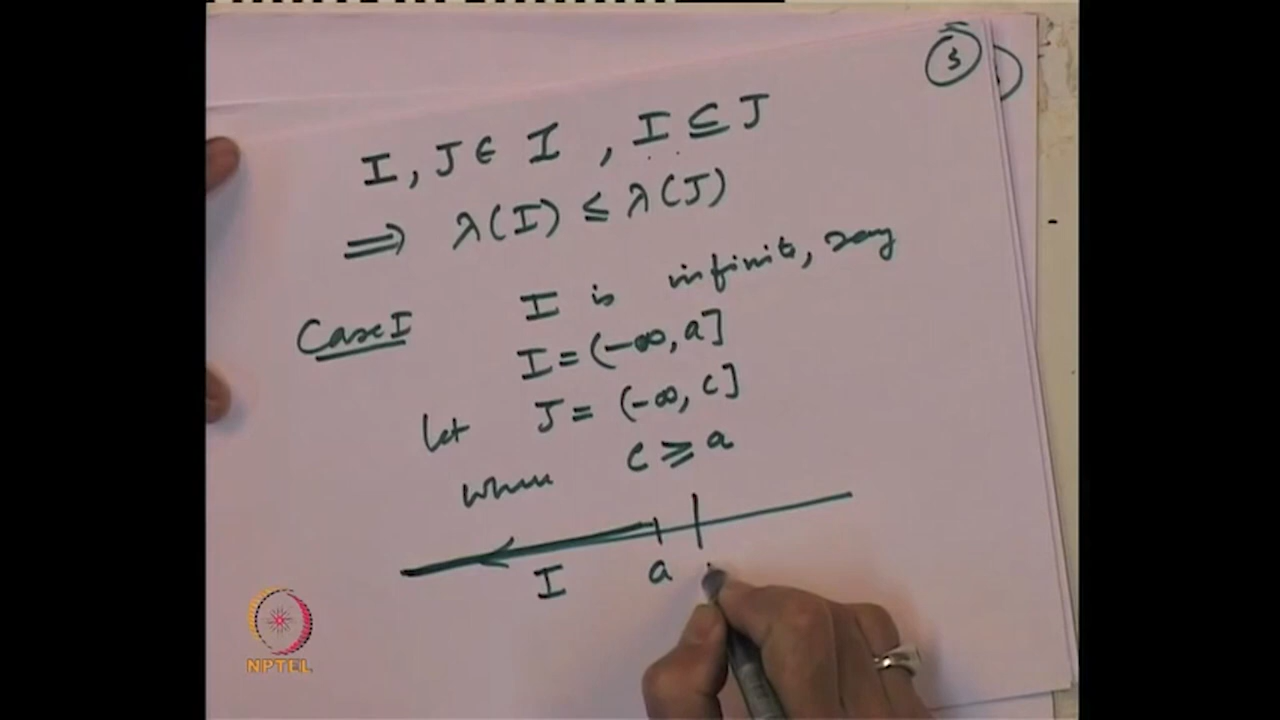 3
I, J ∈ I , I ⊆ J
⟹ λ(I) ≤ λ(J)
Case I I is infinite, say
I = (-∞, a]
let J = (-∞, c]
where c ≥ a
I a
NPTEL